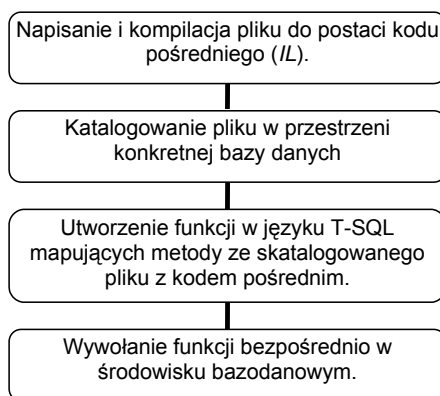 Napisanie i kompilacja pliku do postaci kodu
pośredniego (IL).
Katalogowanie pliku w przestrzeni
konkretnej bazy danych
Utworzenie funkcji w języku T-SQL
mapujących metody ze skatalogowanego
pliku z kodem pośrednim.
Wywołanie funkcji bezpośrednio w
środowisku bazodanowym.